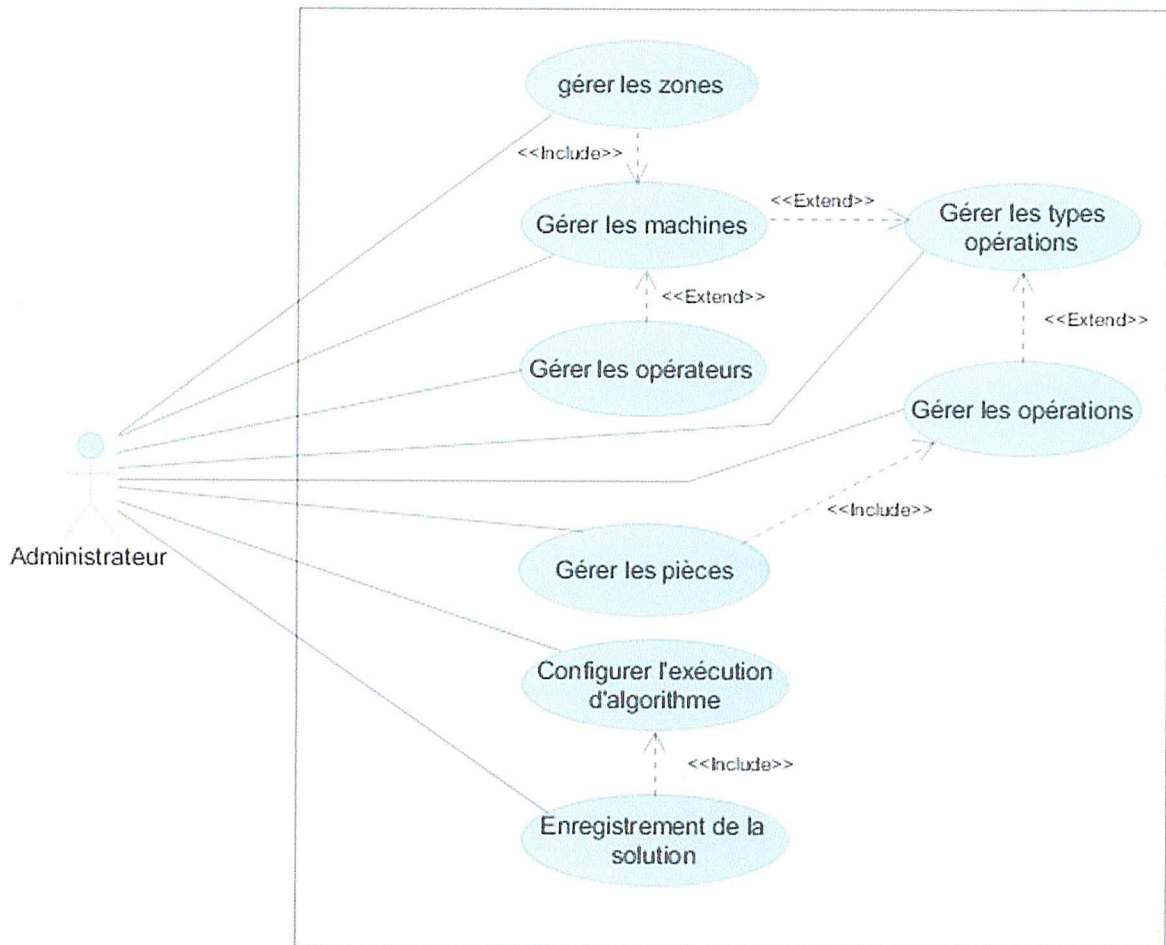 gérer les zones
<<Include>>
Gérer les machines
<<Extend>>
Gérer les types
opérations
<<Extend>>
<<Extend>>
Gérer les opérateurs
Gérer les opérations
<<Include>>
Administrateur
Gérer les pièces
Configurer l'exécution
d'algorithme
<<Include>>
Enregistrement de la
solution